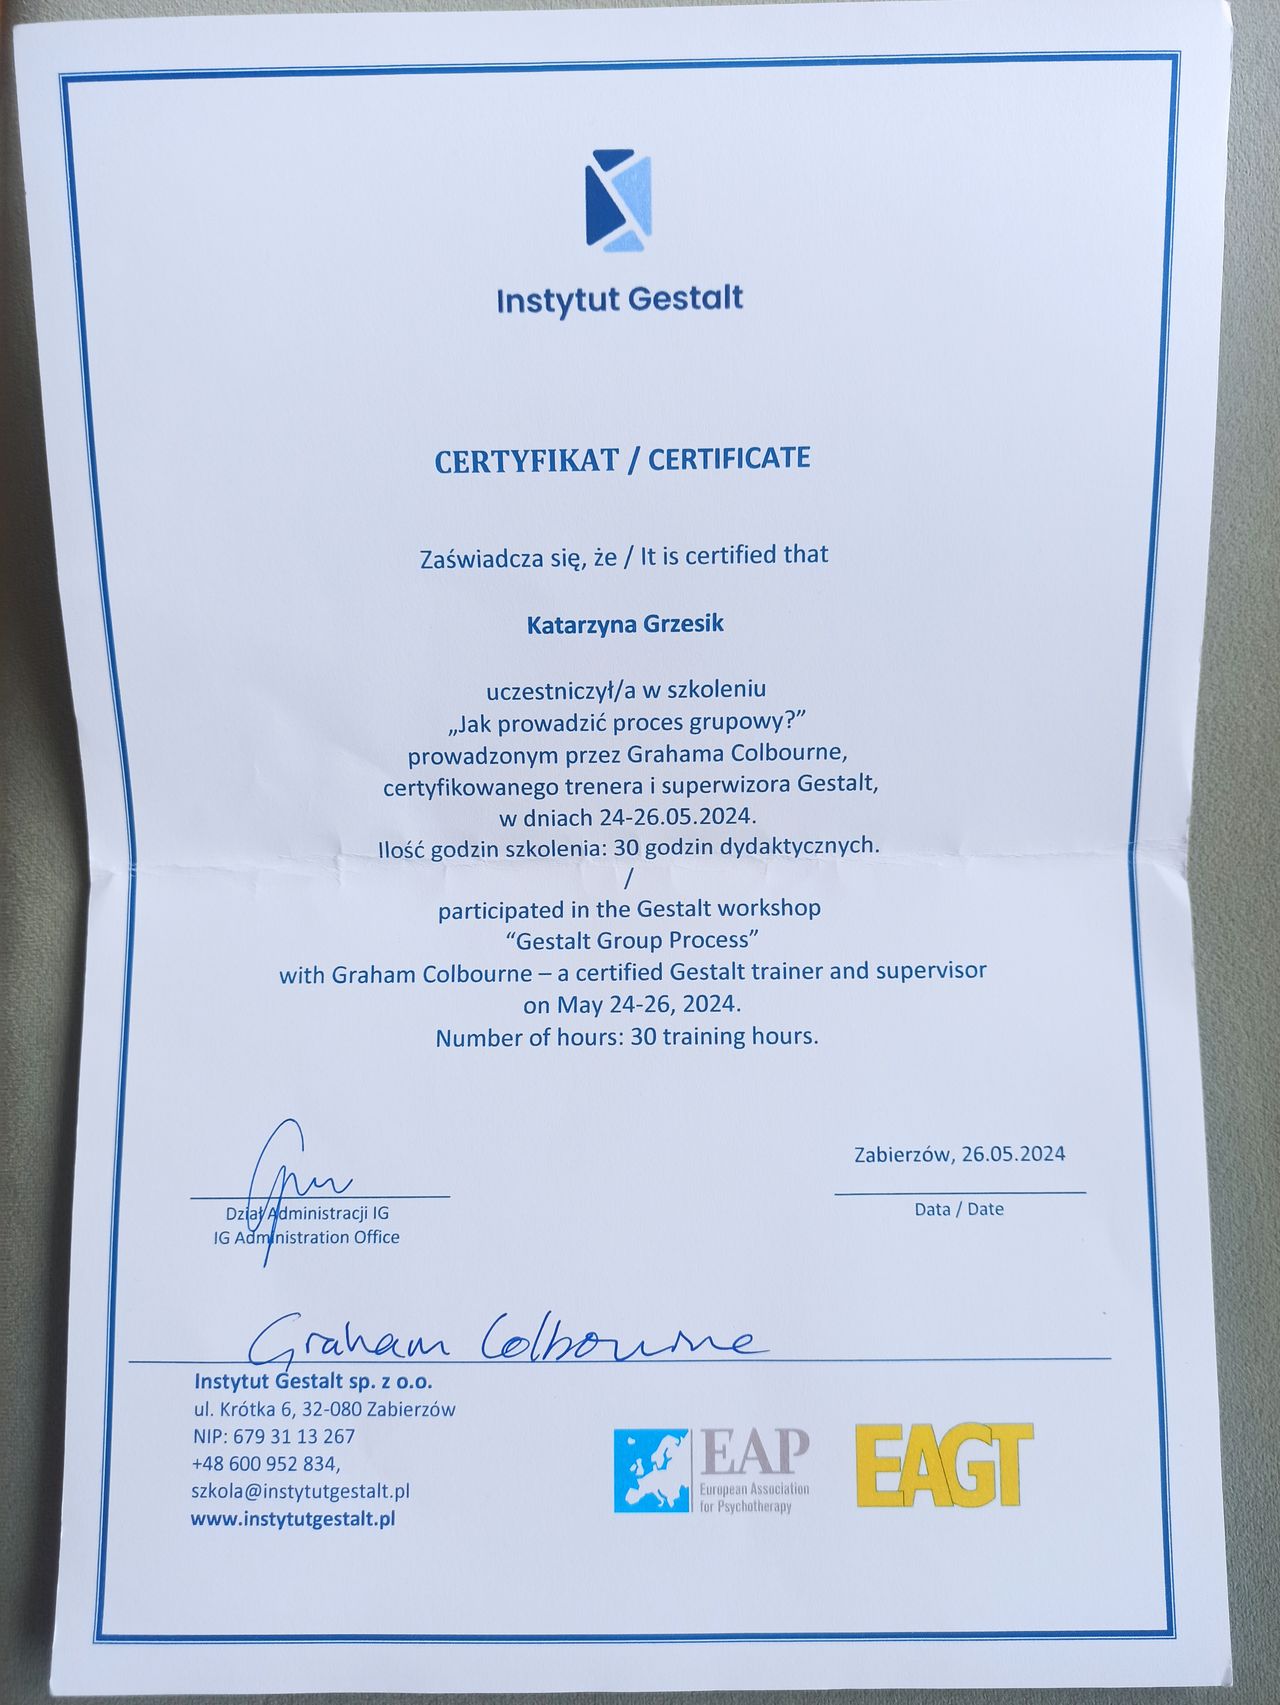 Instytut Gestalt
CERTYFIKAT / CERTIFICATE
Zaświadcza się, że / It is certified that
Katarzyna Grzesik
uczestniczył/a w szkoleniu
„Jak prowadzić proces grupowy?”
prowadzonym przez Grahama Colbourne,
certyfikowanego trenera i superwizora Gestalt,
w dniach 24-26.05.2024.
Ilość godzin szkolenia: 30 godzin dydaktycznych.
/
participated in the Gestalt workshop
“Gestalt Group Process”
with Graham Colbourne – a certified Gestalt trainer and supervisor
on May 24-26, 2024.
Number of hours: 30 training hours.
Zabierzów, 26.05.2024
Data / Date
Dział Administracji IG
IG Administration Office
Graham Colbourne
Instytut Gestalt sp. z o.o.
ul. Krótka 6, 32-080 Zabierzów
NIP: 679 31 13 267
+48 600 952 834,
szkola@instytutgestalt.pl
www.instytutgestalt.pl
EAP
European Association
for Psychotherapy
EAGT